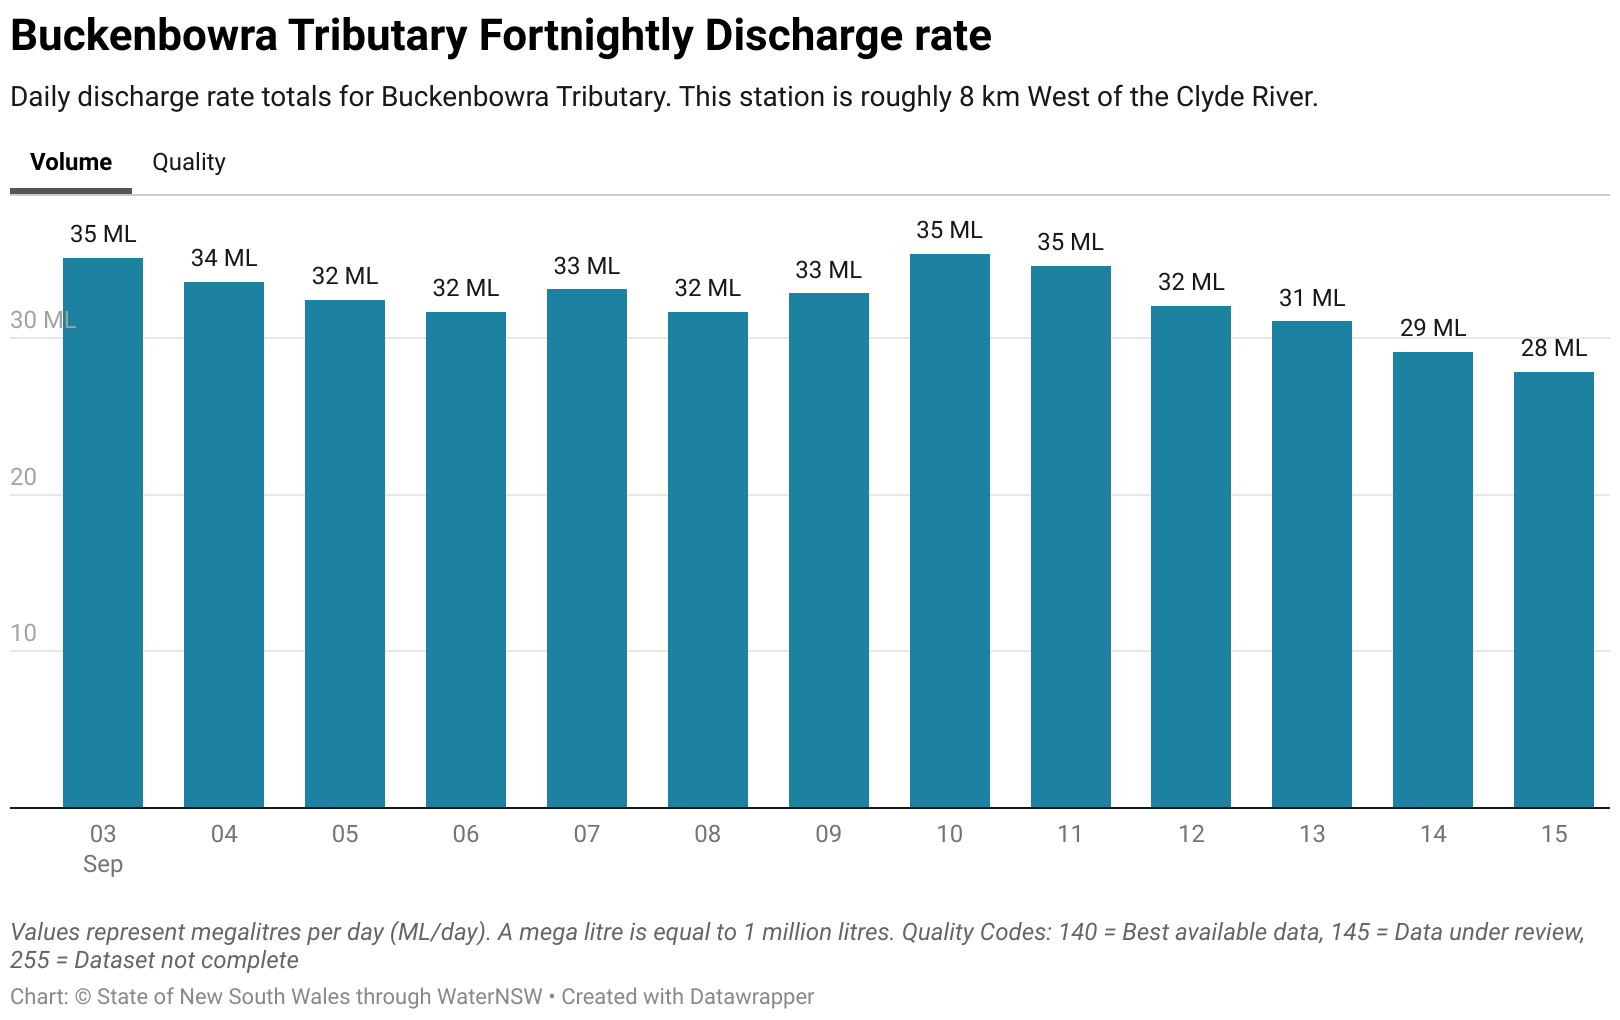 Buckenbowra Tributary Fortnightly Discharge rate
Daily discharge rate totals for Buckenbowra Tributary. This station is roughly 8 km West of the Clyde River.
Volume Quality
35 ML 34 ML 32 ML 32 ML 33 ML 32 ML 33 ML 35 ML 35 ML 32 ML 31 ML 29 ML 28 ML
30 ML
20
10
03 04 05 06 07 08 09 10 11 12 13 14 15
Sep
Values represent megalitres per day (ML/day). A mega litre is equal to 1 million litres. Quality Codes: 140 = Best available data, 145 = Data under review,
255 = Dataset not complete
Chart: © State of New South Wales through WaterNSW • Created with Datawrapper